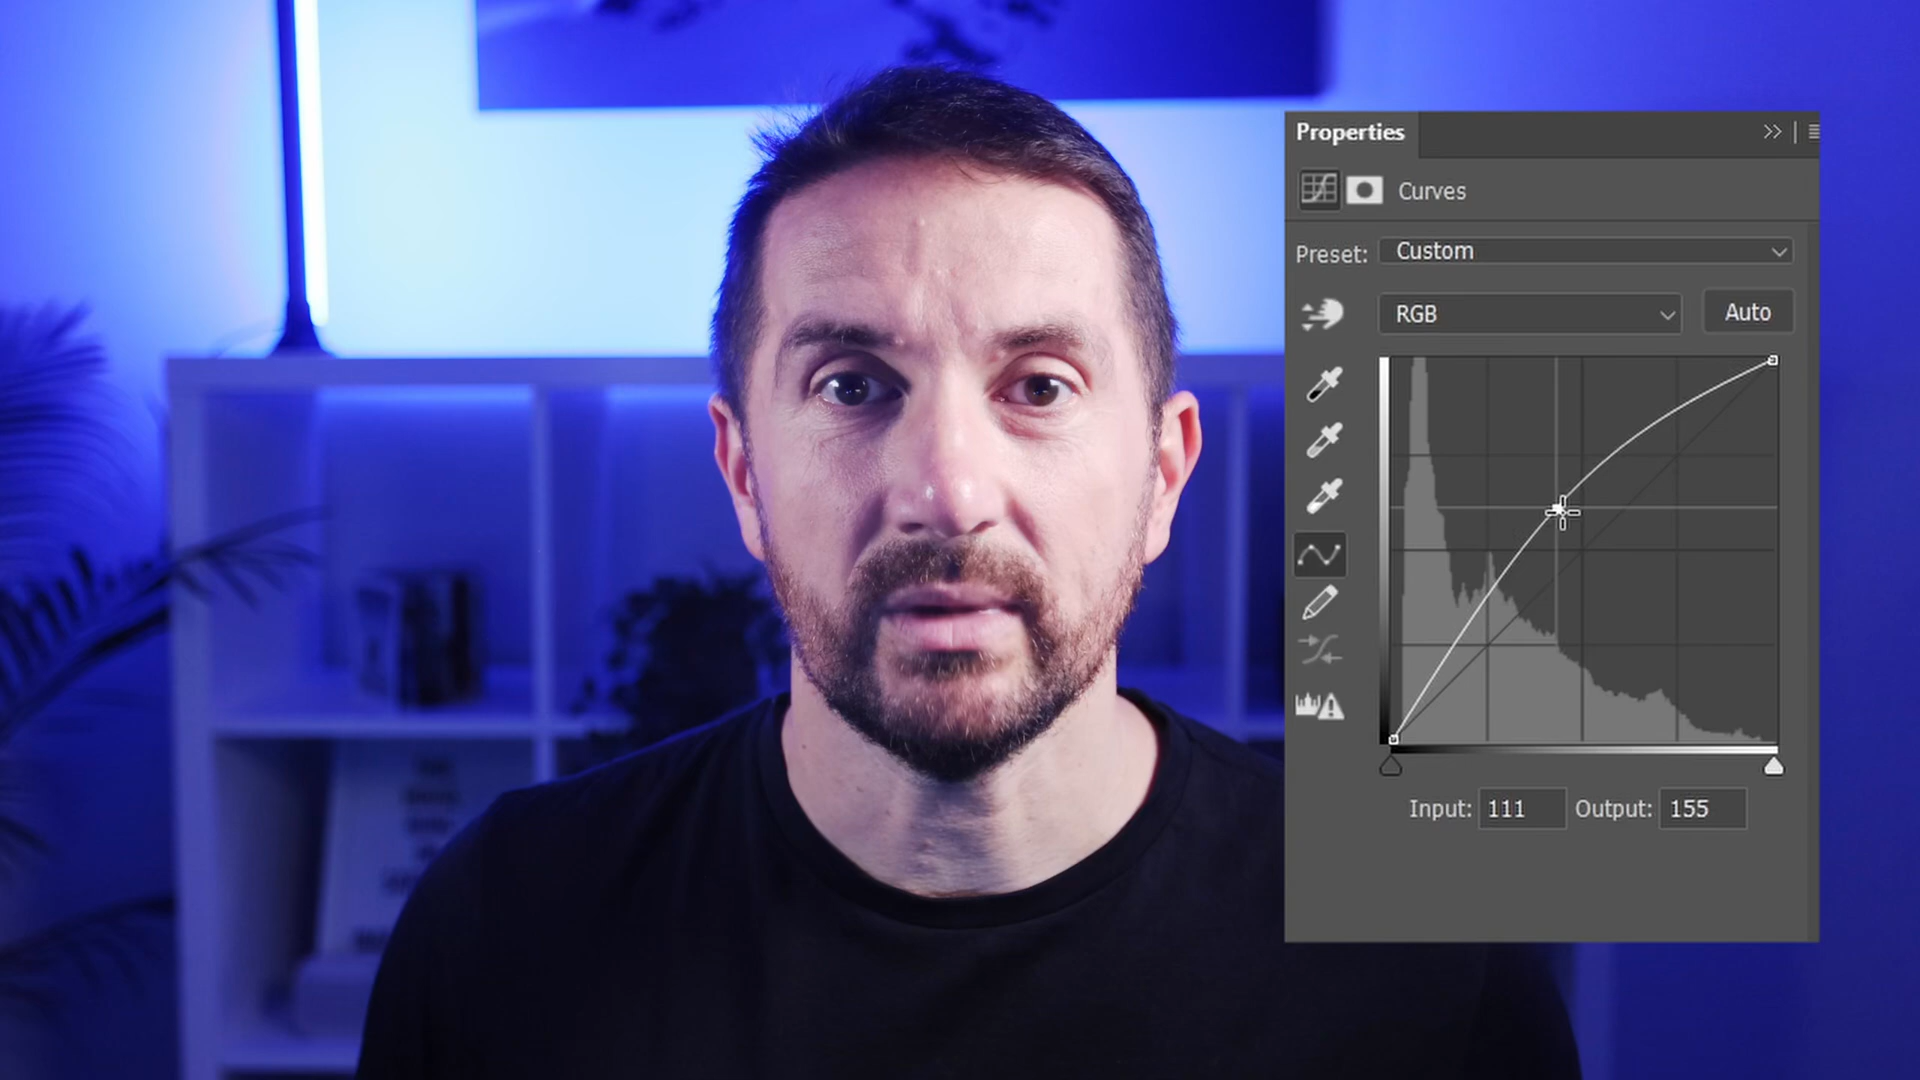 Properties
Curves
Preset: Custom
RGB Auto
Input: 111 Output: 155